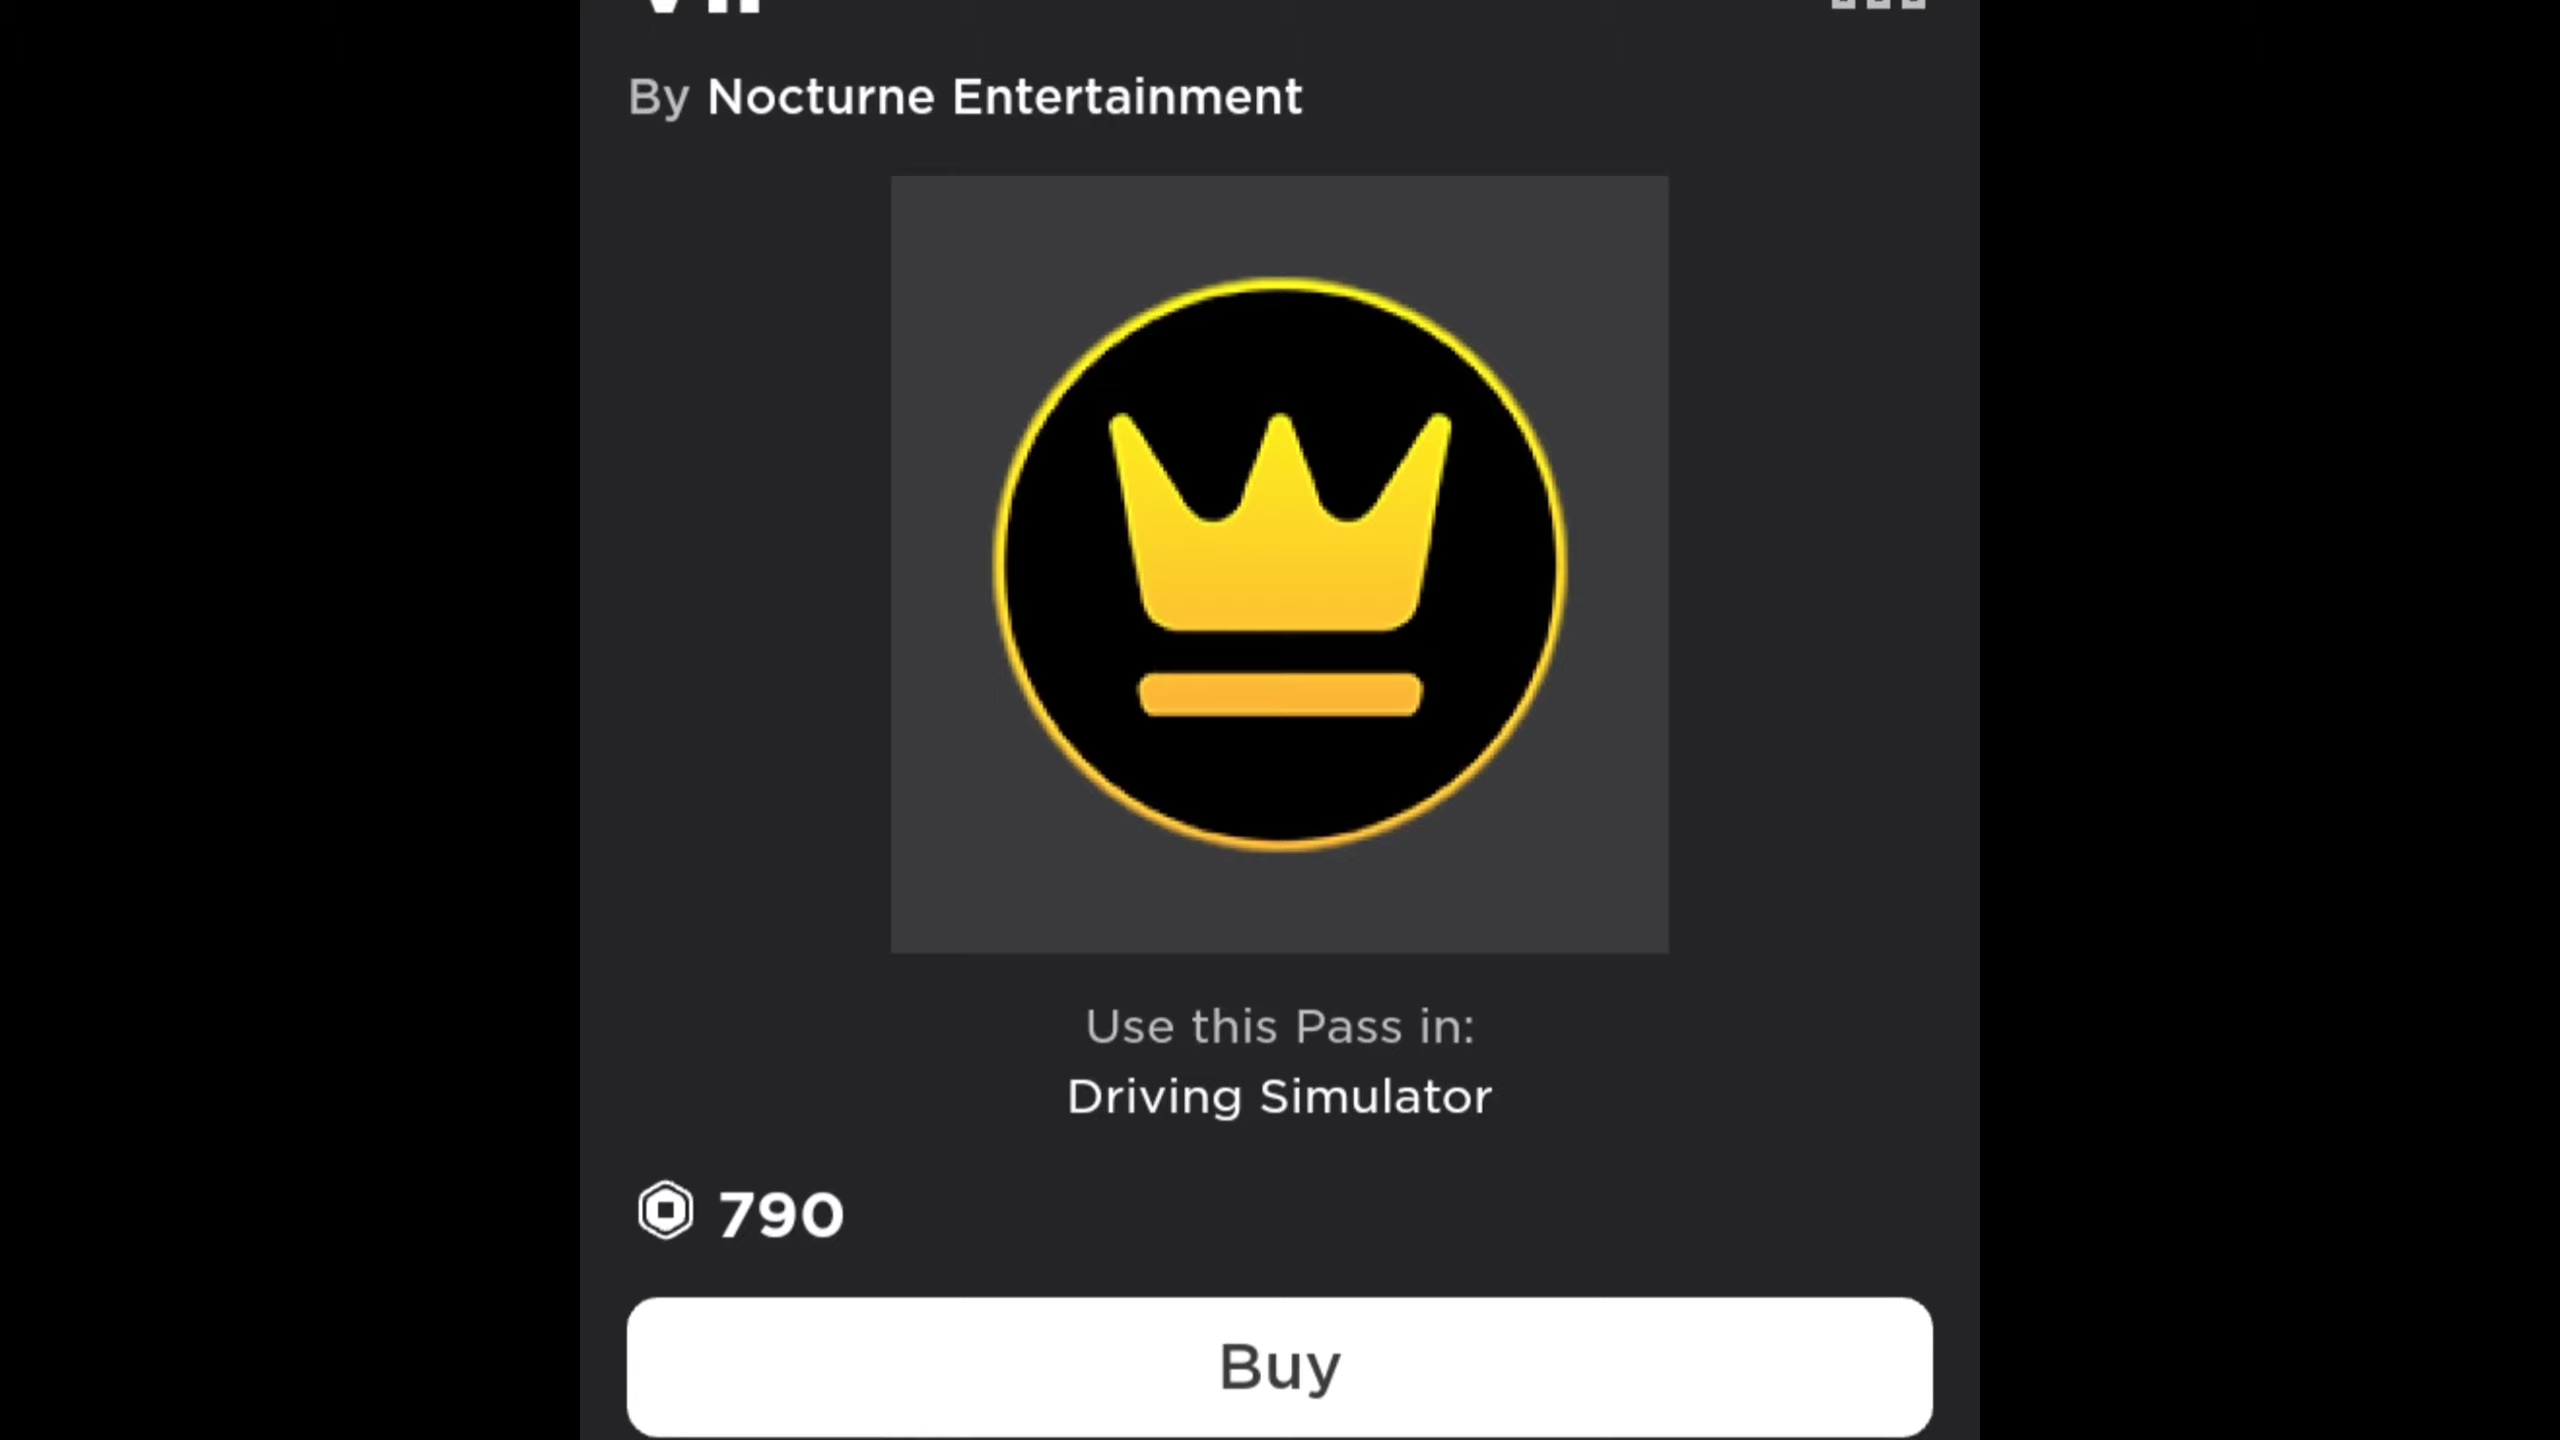 By Nocturne Entertainment
Use this Pass in:
Driving Simulator
790
Buy